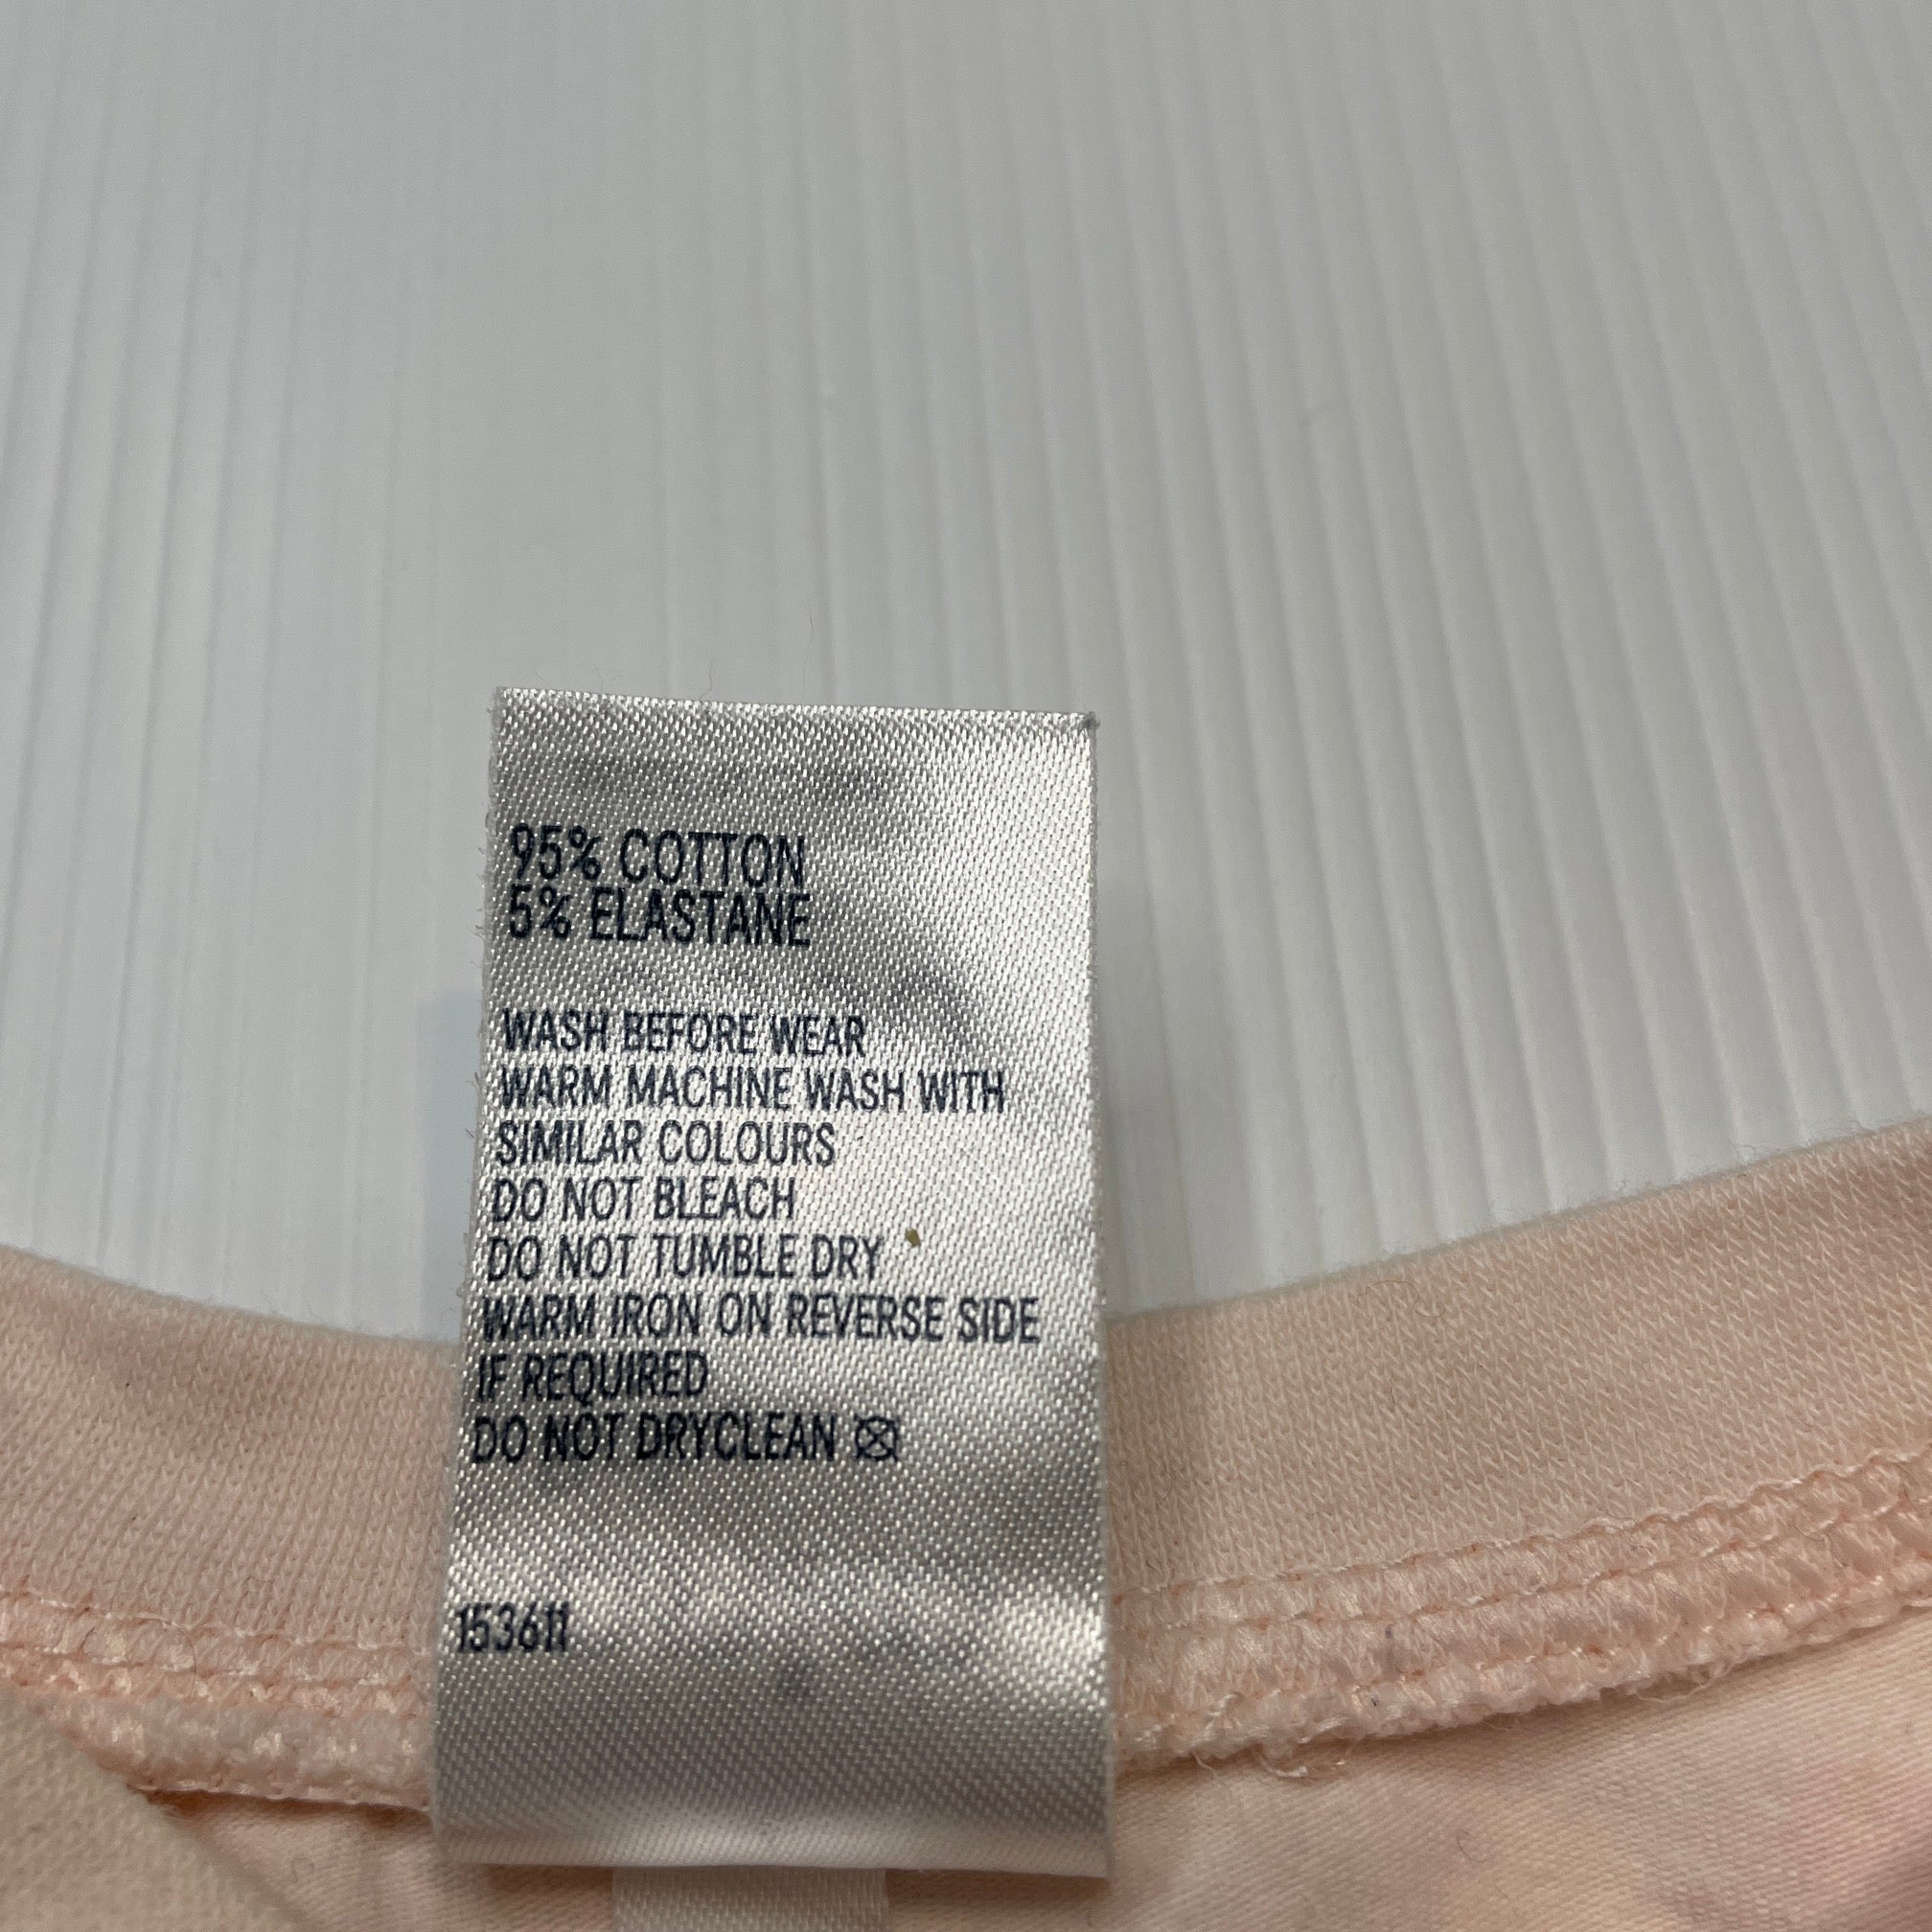 95% COTTON
5% ELASTANE
WASH BEFORE WEAR
WARM MACHINE WASH WITH
SIMILAR COLOURS
DO NOT BLEACH
DO NOT TUMBLE DRY
WARM IRON ON REVERSE SIDE
IF REQUIRED
DO NOT DRYCLEAN
153611